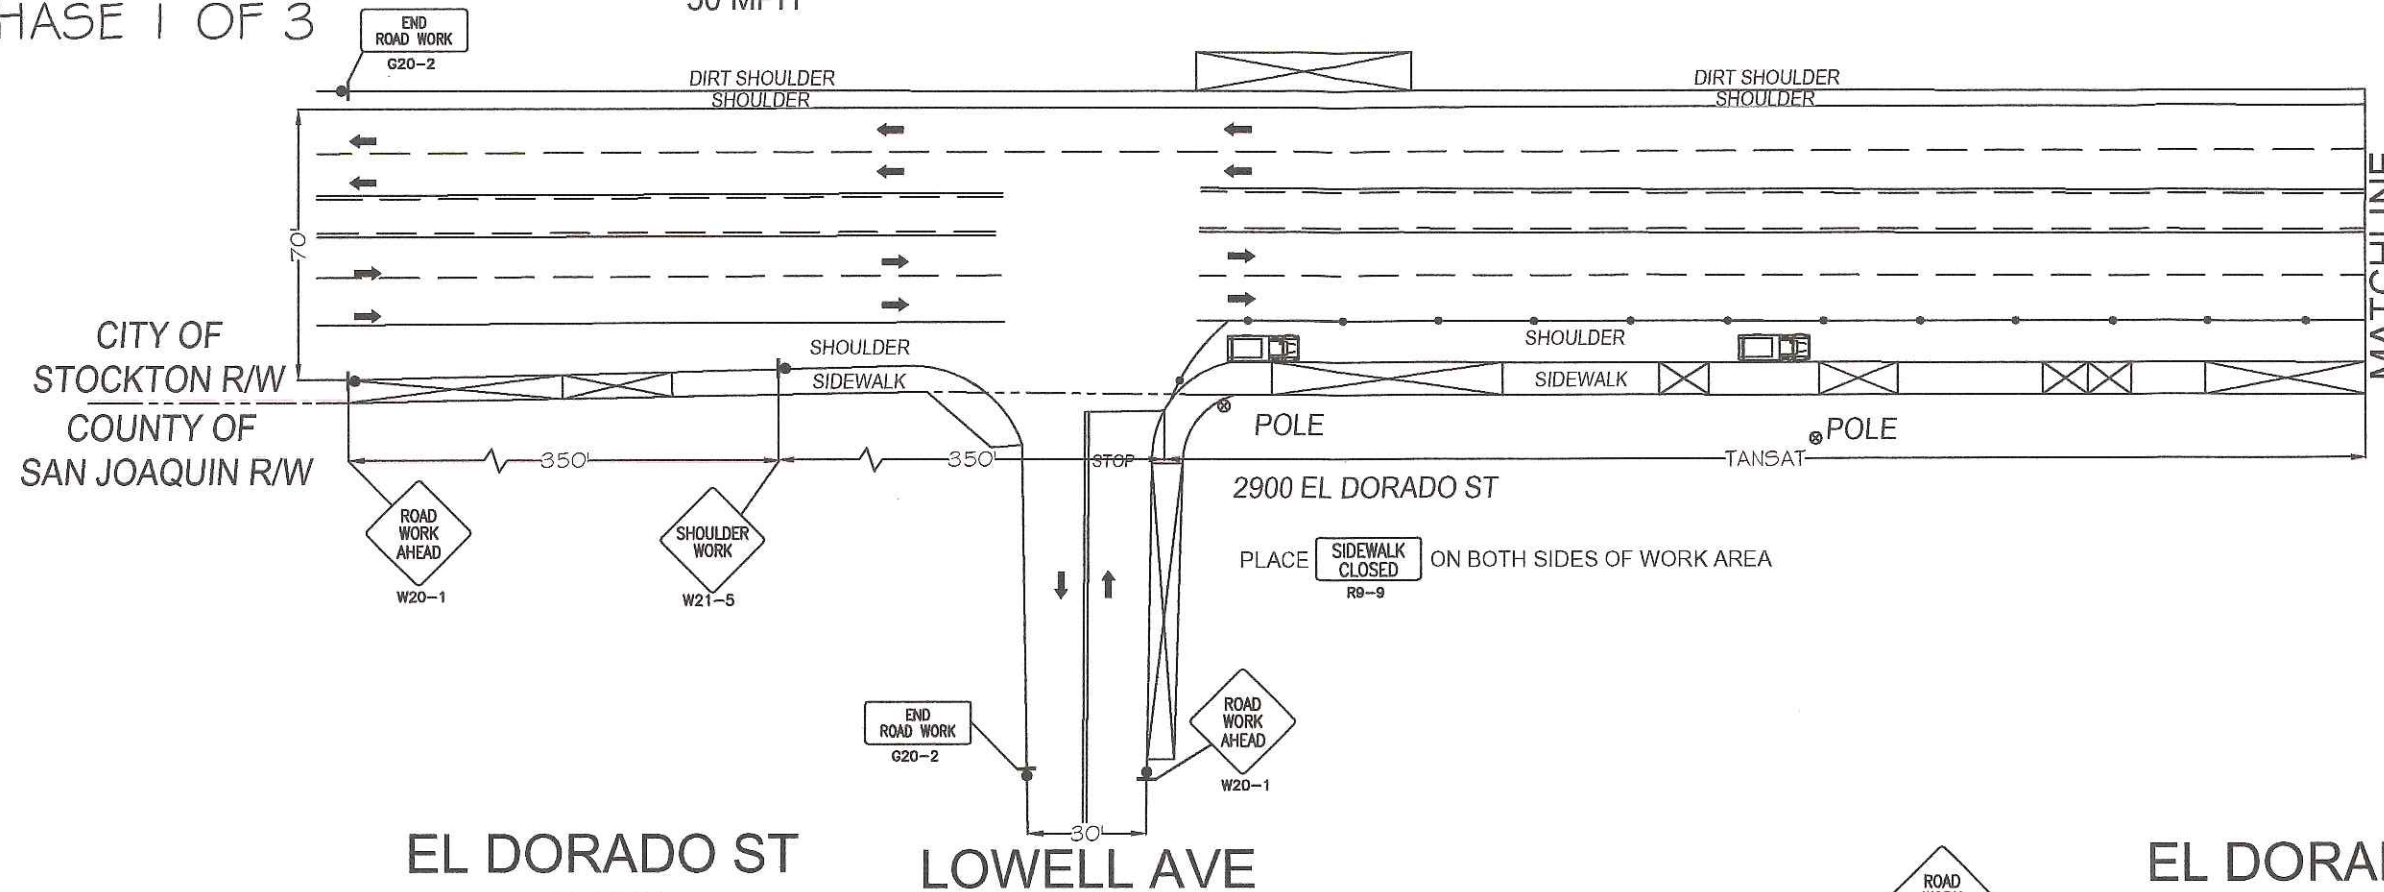 HASE 1 OF 3
END
ROAD WORK
G20-2
DIRT SHOULDER
SHOULDER
DIRT SHOULDER
SHOULDER
70'
MATCHLINE
CITY OF
STOCKTON R/W
COUNTY OF
SAN JOAQUIN R/W
SHOULDER
SIDEWALK
SHOULDER
SIDEWALK
POLE
POLE
350'
350'
STOP
TANSAT
2900 EL DORADO ST
ROAD
WORK
AHEAD
W20-1
SHOULDER
WORK
W21-5
PLACE SIDEWALK CLOSED ON BOTH SIDES OF WORK AREA
R9-9
END
ROAD WORK
G20-2
ROAD
WORK
AHEAD
W20-1
30'
EL DORADO ST
LOWELL AVE
EL DORA
ROAD